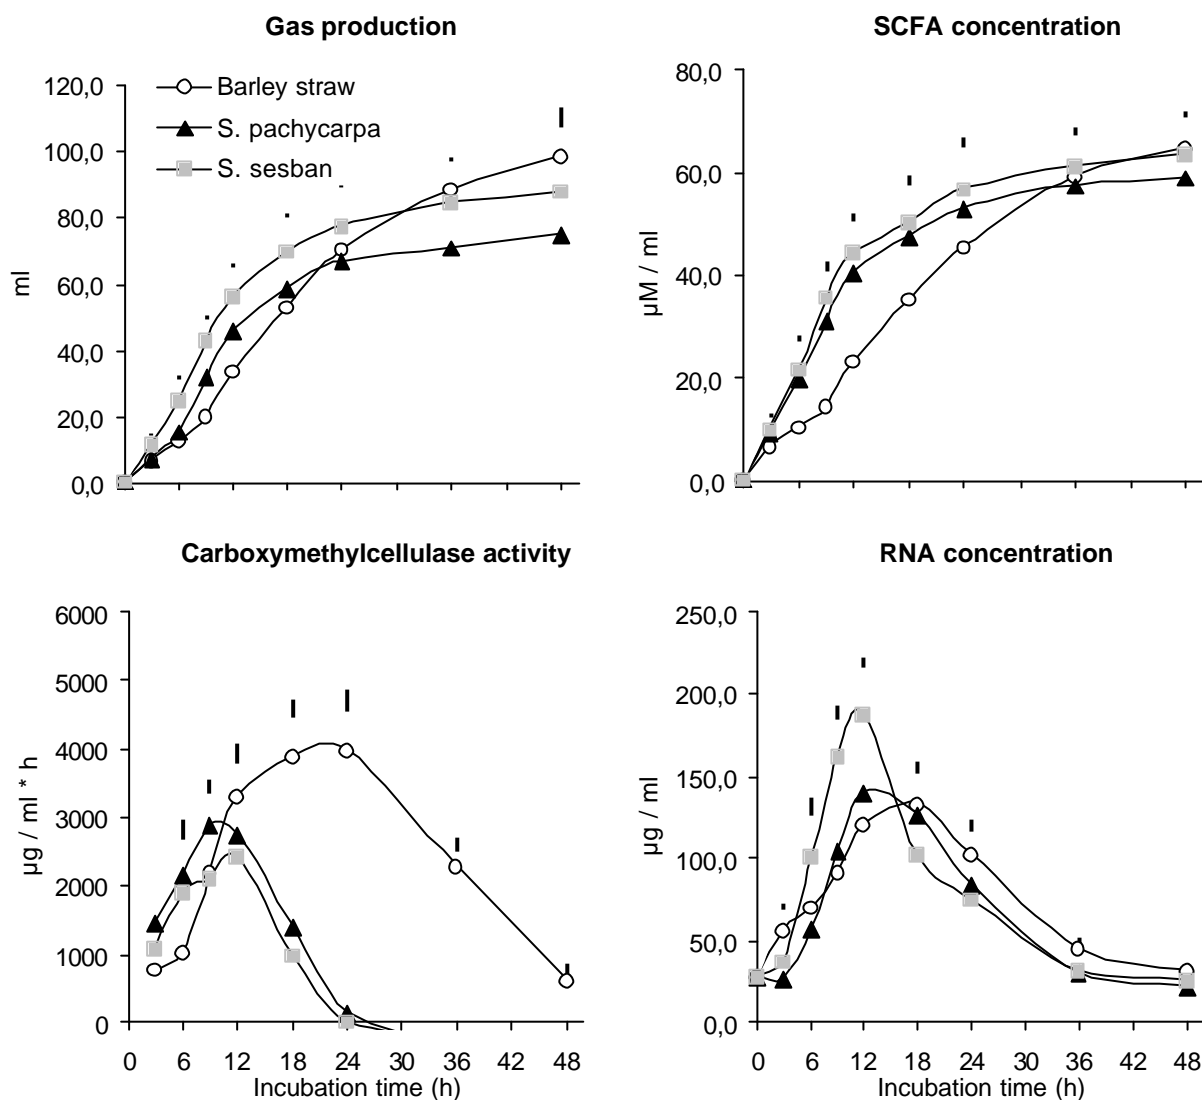 Gas production
120,0
100,0
80,0
60,0
40,0
20,0
0,0
ml
Barley straw
S. pachycarpa
S. sesban
SCFA concentration
80,0
60,0
40,0
20,0
0,0
µM / ml
Carboxymethylcellulase activity
6000
5000
4000
3000
2000
1000
0
µg / ml * h
0 6 12 18 24 30 36 42 48
Incubation time (h)
RNA concentration
250,0
200,0
150,0
100,0
50,0
0,0
µg / ml
0 6 12 18 24 30 36 42 48
Incubation time (h)